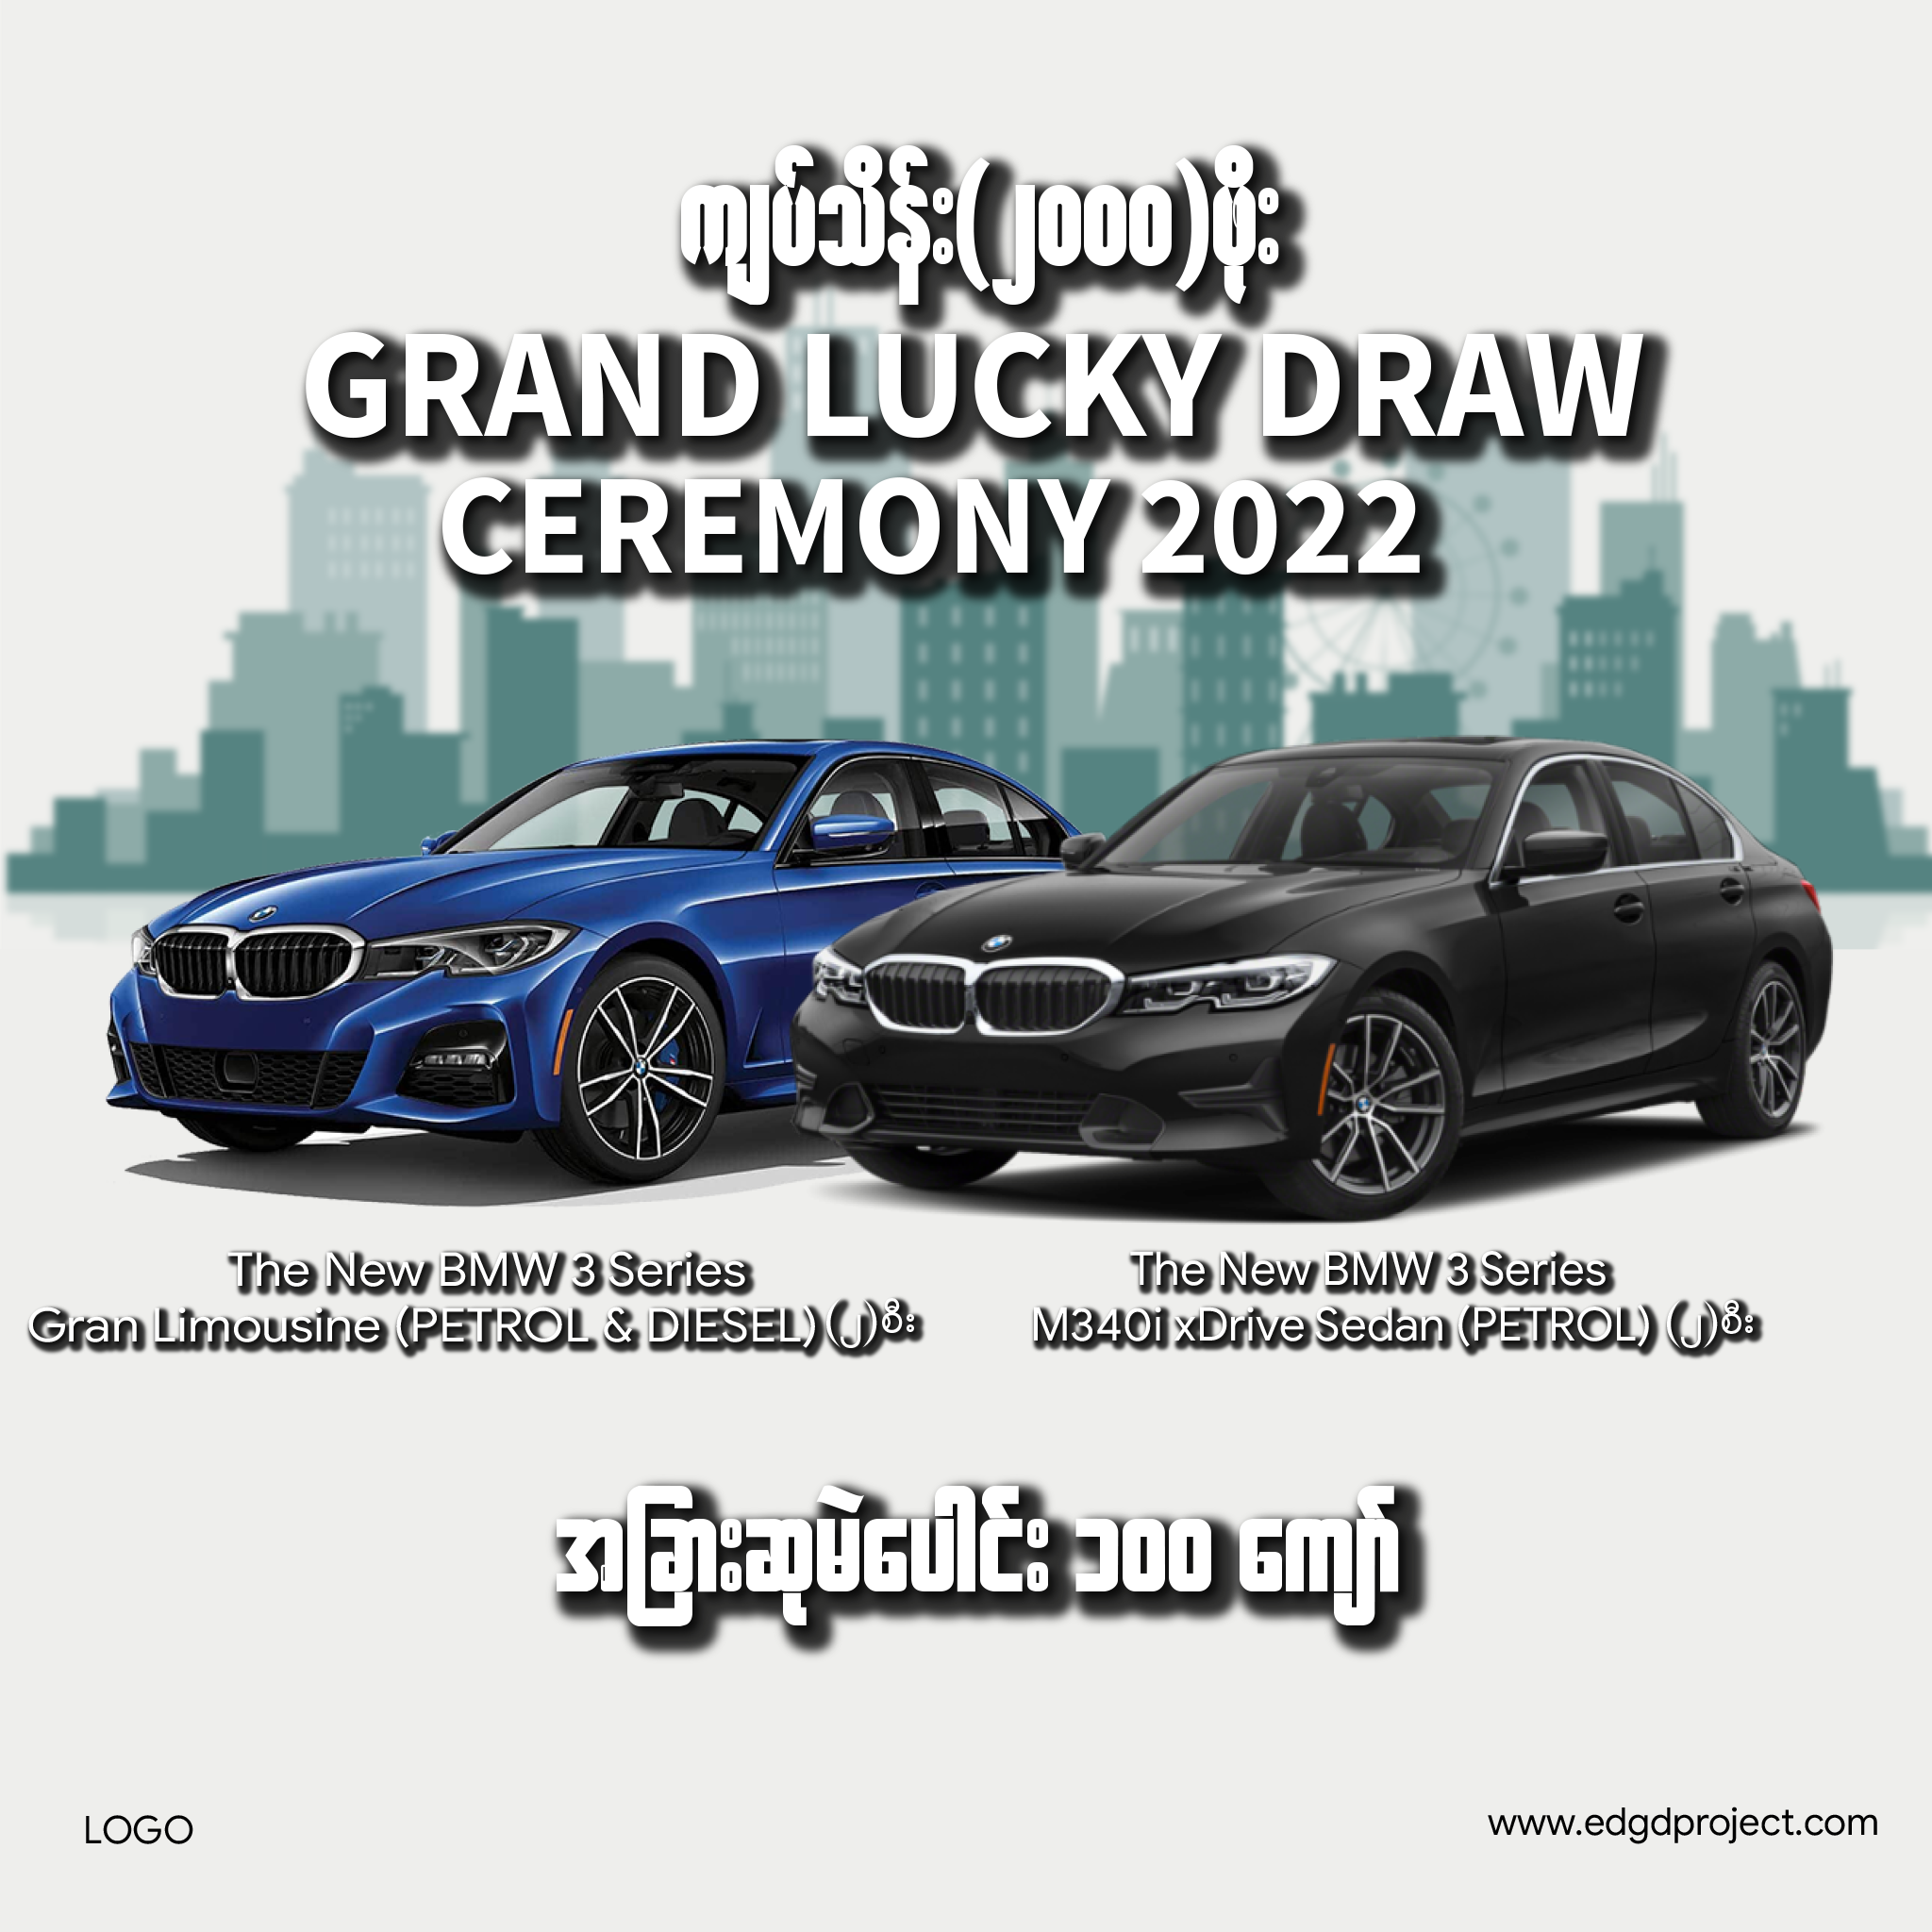 ကျပ်သိန်း(၂၀၀၀)ဖိုး
GRAND LUCKY DRAW
CEREMONY 2022
The New BMW 3 Series
Gran Limousine (PETROL & DIESEL)(၂)စီး
The New BMW 3 Series
M340i xDrive Sedan (PETROL) (၂)စီး
အခြားဆုမဲပေါင်း ၁၀၀ ကျော်
LOGO
www.edgdproject.com